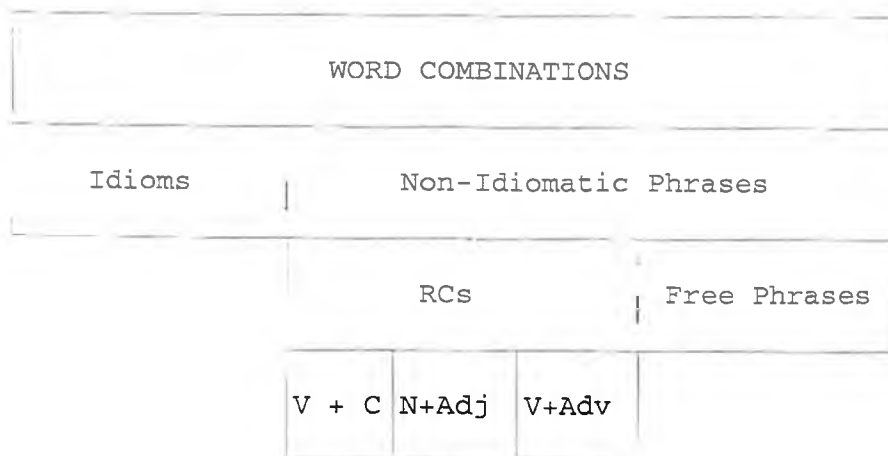 WORD COMBINATIONS
Idioms Non-Idiomatic Phrases
RCs Free Phrases
V + C N+Adj V+Adv